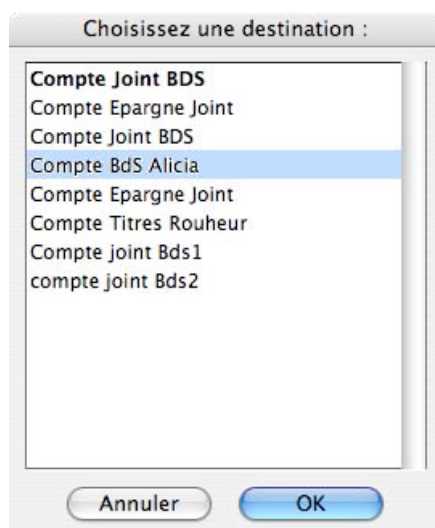 Choisissez une destination :
Compte Joint BDS
Compte Epargne Joint
Compte Joint BDS
Compte BdS Alicia
Compte Epargne Joint
Compte Titres Rouheur
Compte joint Bds1
compte joint Bds2
Annuler OK